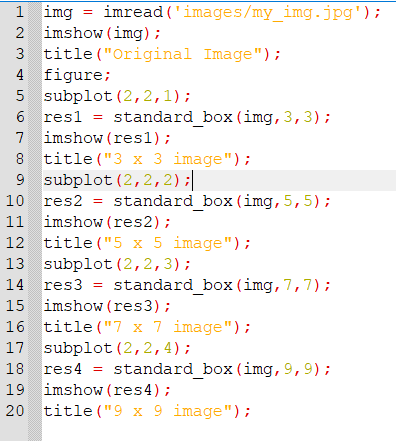 1 img = imread('images/my_img.jpg');
2 imshow(img);
3 title("Original Image");
4 figure;
5 subplot(2,2,1);
6 res1 = standard_box(img,3,3);
7 imshow(res1);
8 title("3 x 3 image");
9 subplot(2,2,2);
10 res2 = standard_box(img,5,5);
11 imshow(res2);
12 title("5 x 5 image");
13 subplot(2,2,3);
14 res3 = standard_box(img,7,7);
15 imshow(res3);
16 title("7 x 7 image");
17 subplot(2,2,4);
18 res4 = standard_box(img,9,9);
19 imshow(res4);
20 title("9 x 9 image");